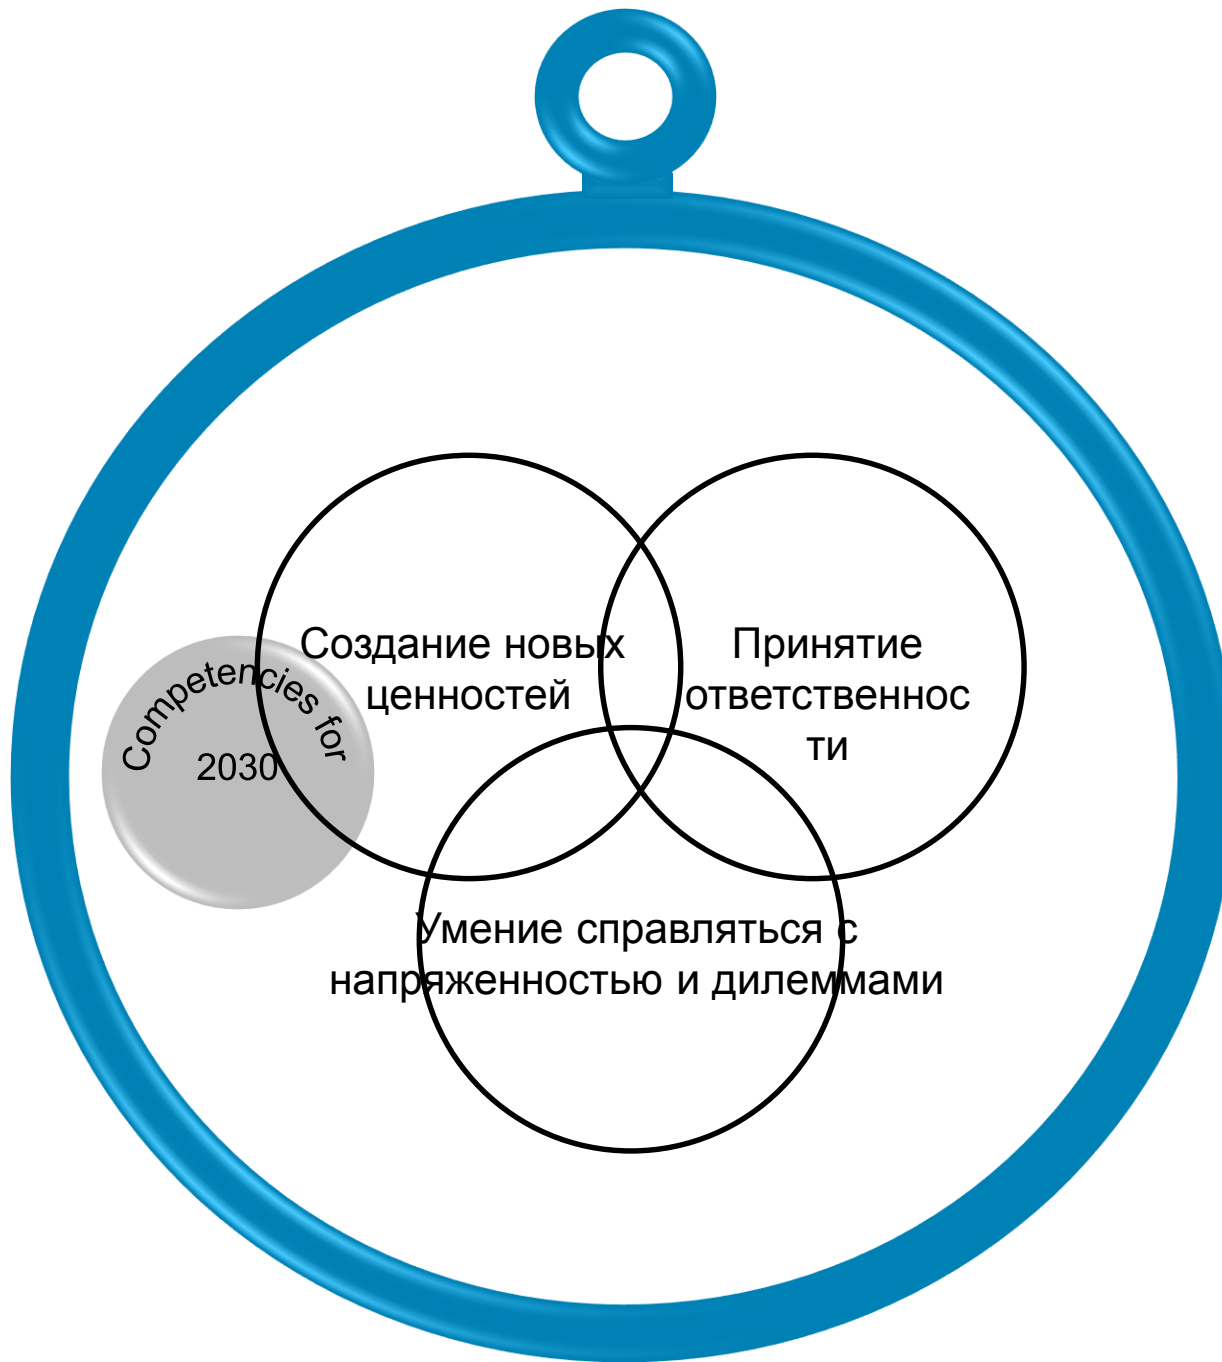 Создание новых
ценностей
Принятие
ответственнос
ти
Competencies for
2030
Умение справляться с
напряженностью и дилеммами